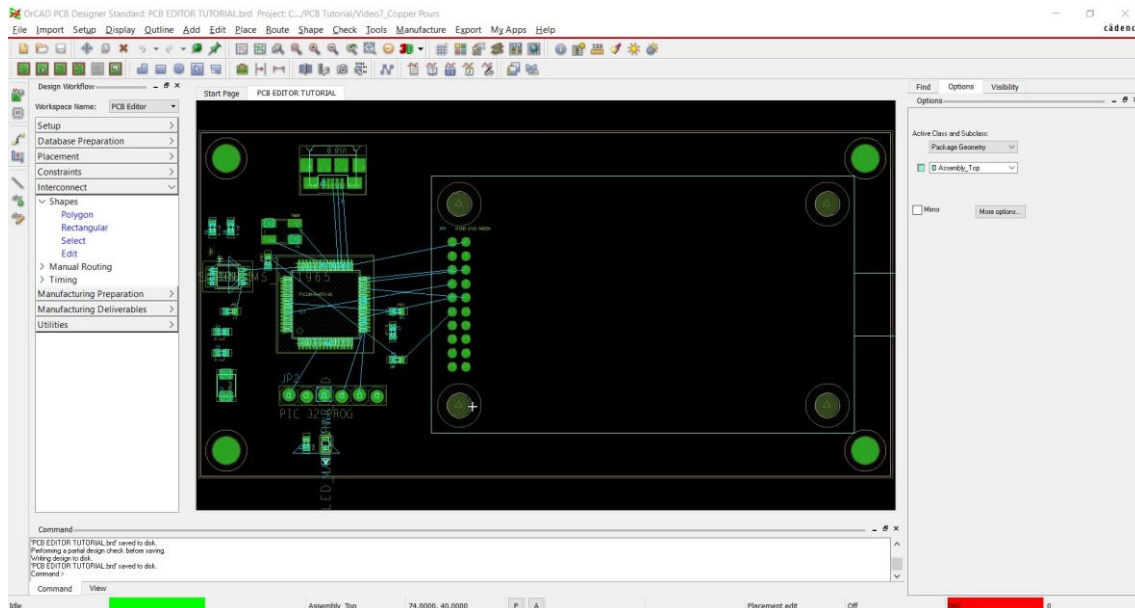 OrCAD PCB Designer Standard: PCB EDITOR TUTORIAL.brd Project: C:../PCB Tutorial/Video7_Copper Pours
File Import Setup Display Outline Add Edit Place Route Shape Check Tools Manufacture Export My Apps Help
cādenc
Design Workflow
Start Page PCB EDITOR TUTORIAL
Workspace Name: PCB Editor
Setup
Database Preparation
Placement
Constraints
Interconnect
Shapes
Polygon
Rectangular
Select
Edit
Manual Routing
Timing
Manufacturing Preparation
Manufacturing Deliverables
Utilities
JP2
PIC 32 PROG
Find Options Visibility
Options
Active Class and Subclass:
Package Geometry
Assembly_Top
Mirror More options...
Command
'PCB EDITOR TUTORIAL.brd' saved to disk.
Performing a partial design check before saving.
Writing design to disk.
'PCB EDITOR TUTORIAL.brd' saved to disk.
Command >
Command View
Idle Assembly_Top 74.0000, 40.0000 P A Placement edit Off DRC 0